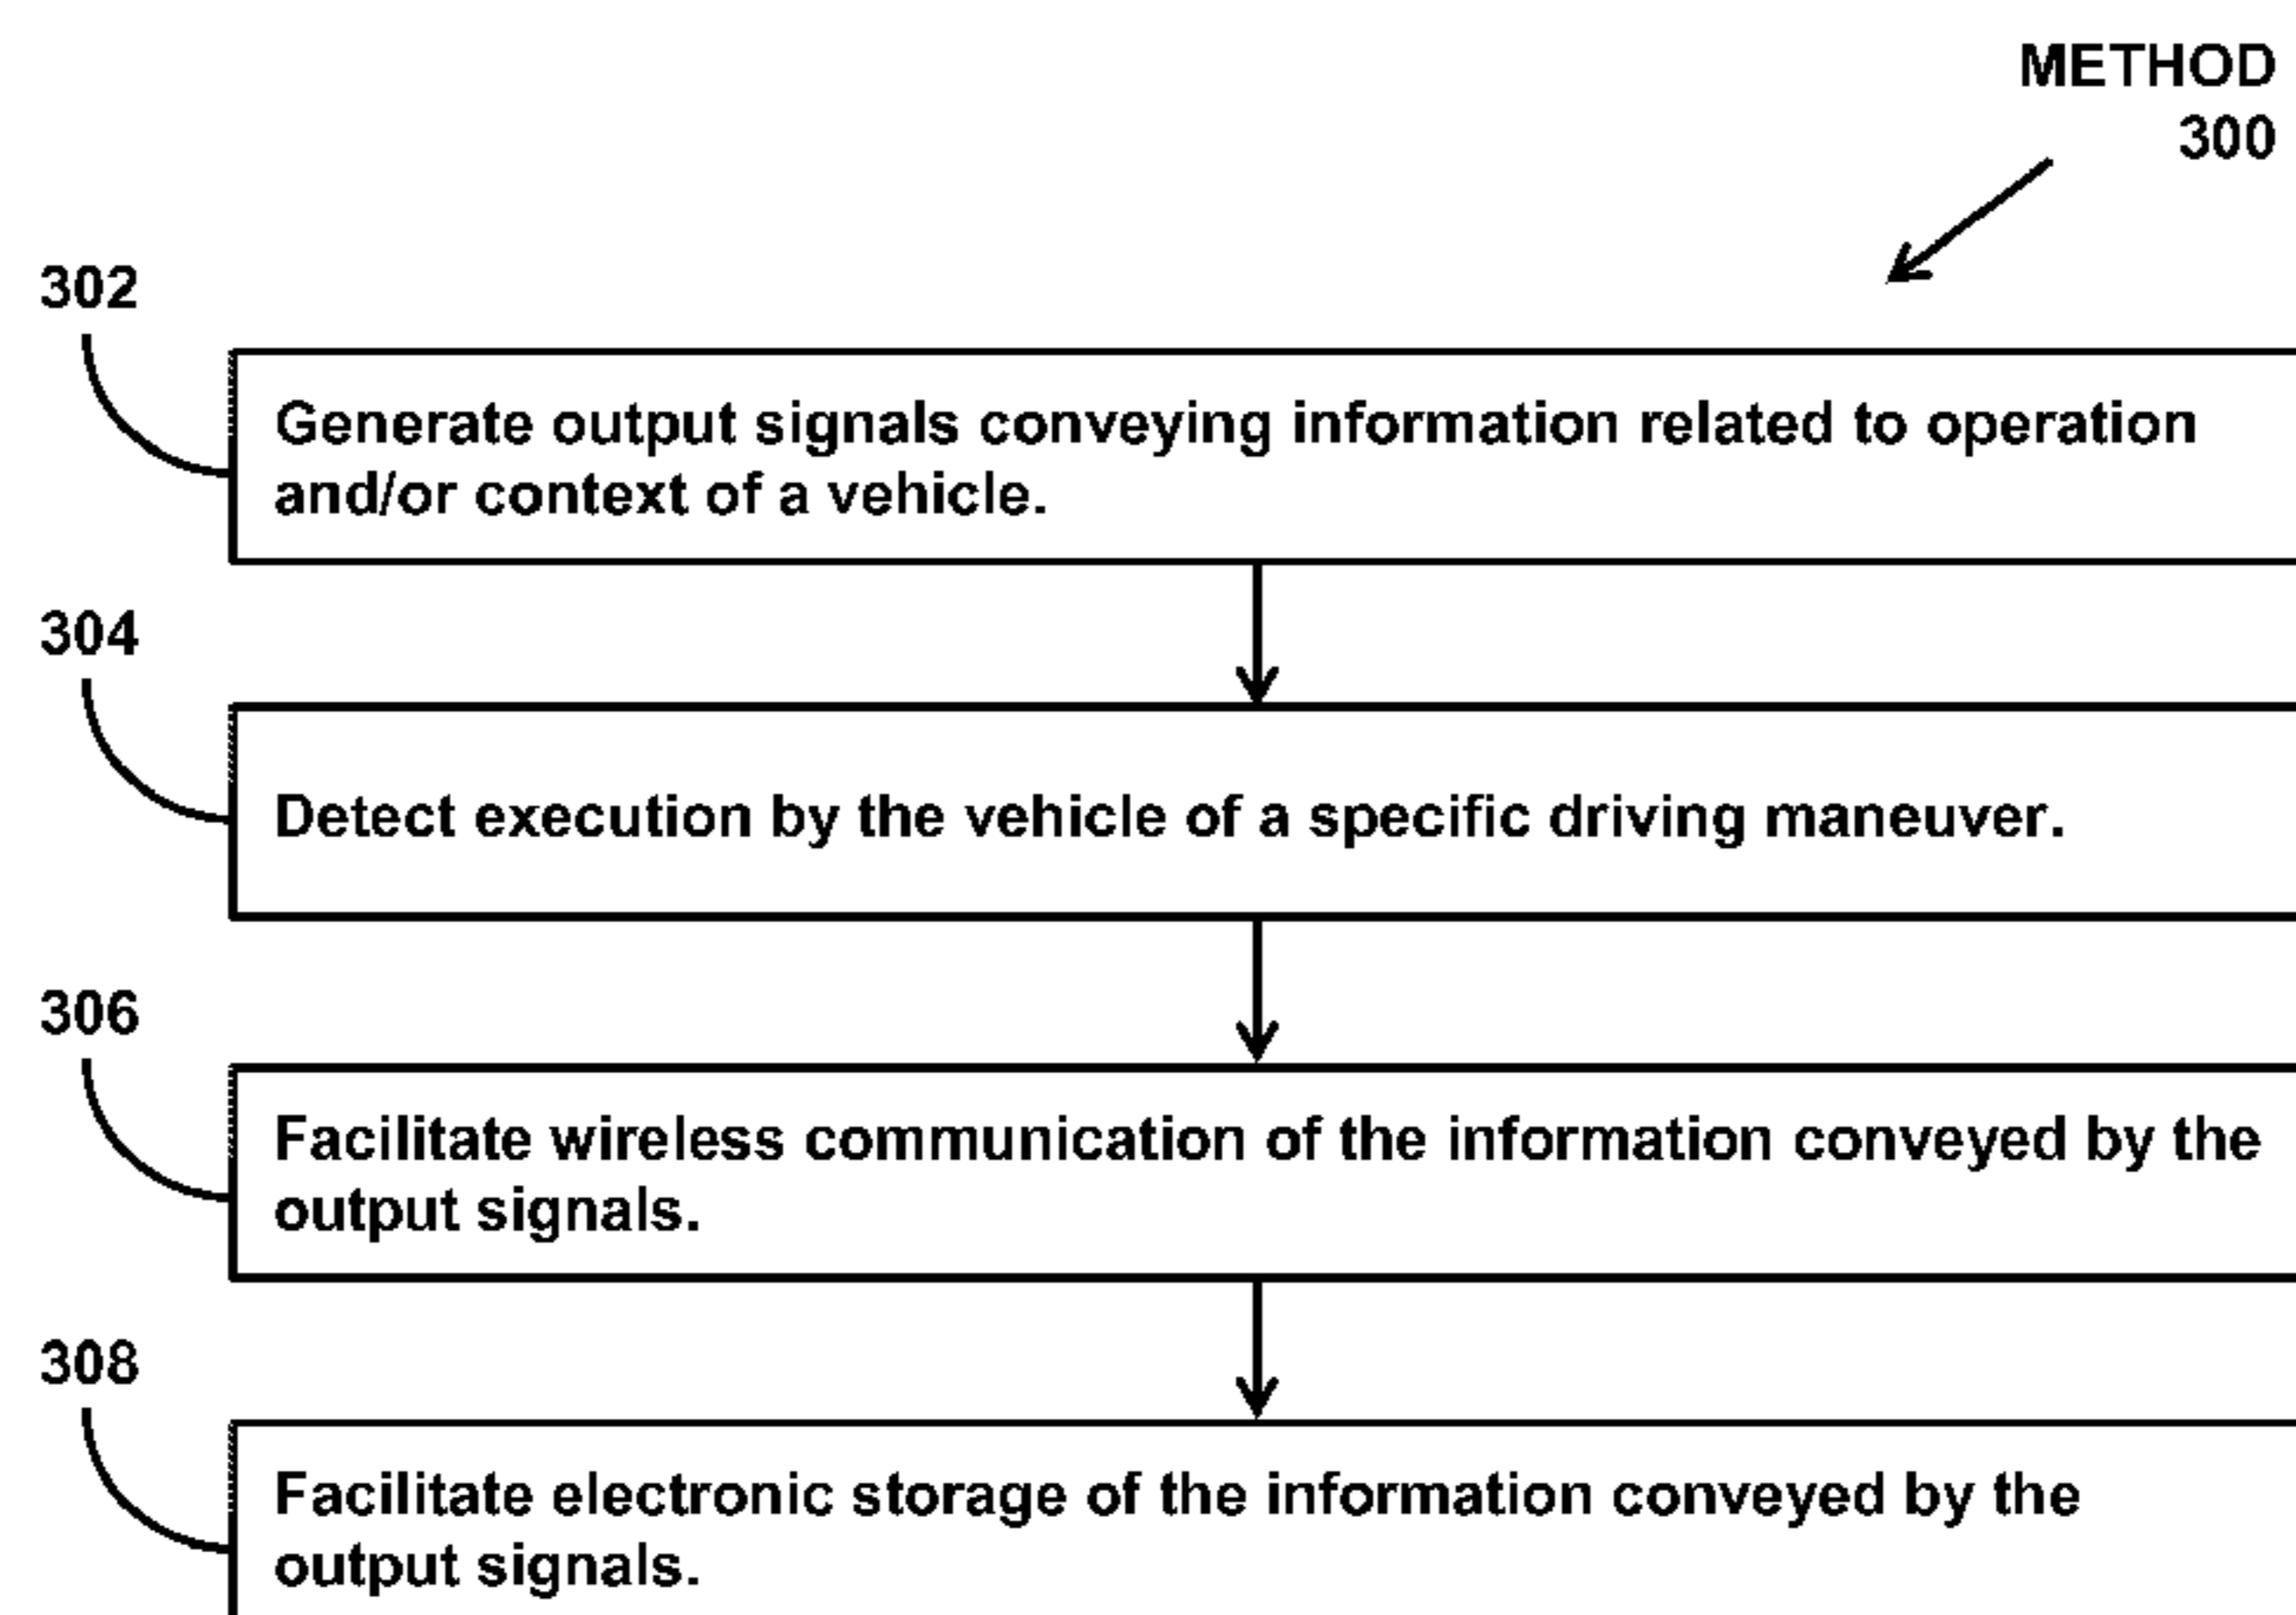 METHOD
300
302
Generate output signals conveying information related to operation
and/or context of a vehicle.
304
Detect execution by the vehicle of a specific driving maneuver.
306
Facilitate wireless communication of the information conveyed by the
output signals.
308
Facilitate electronic storage of the information conveyed by the
output signals.